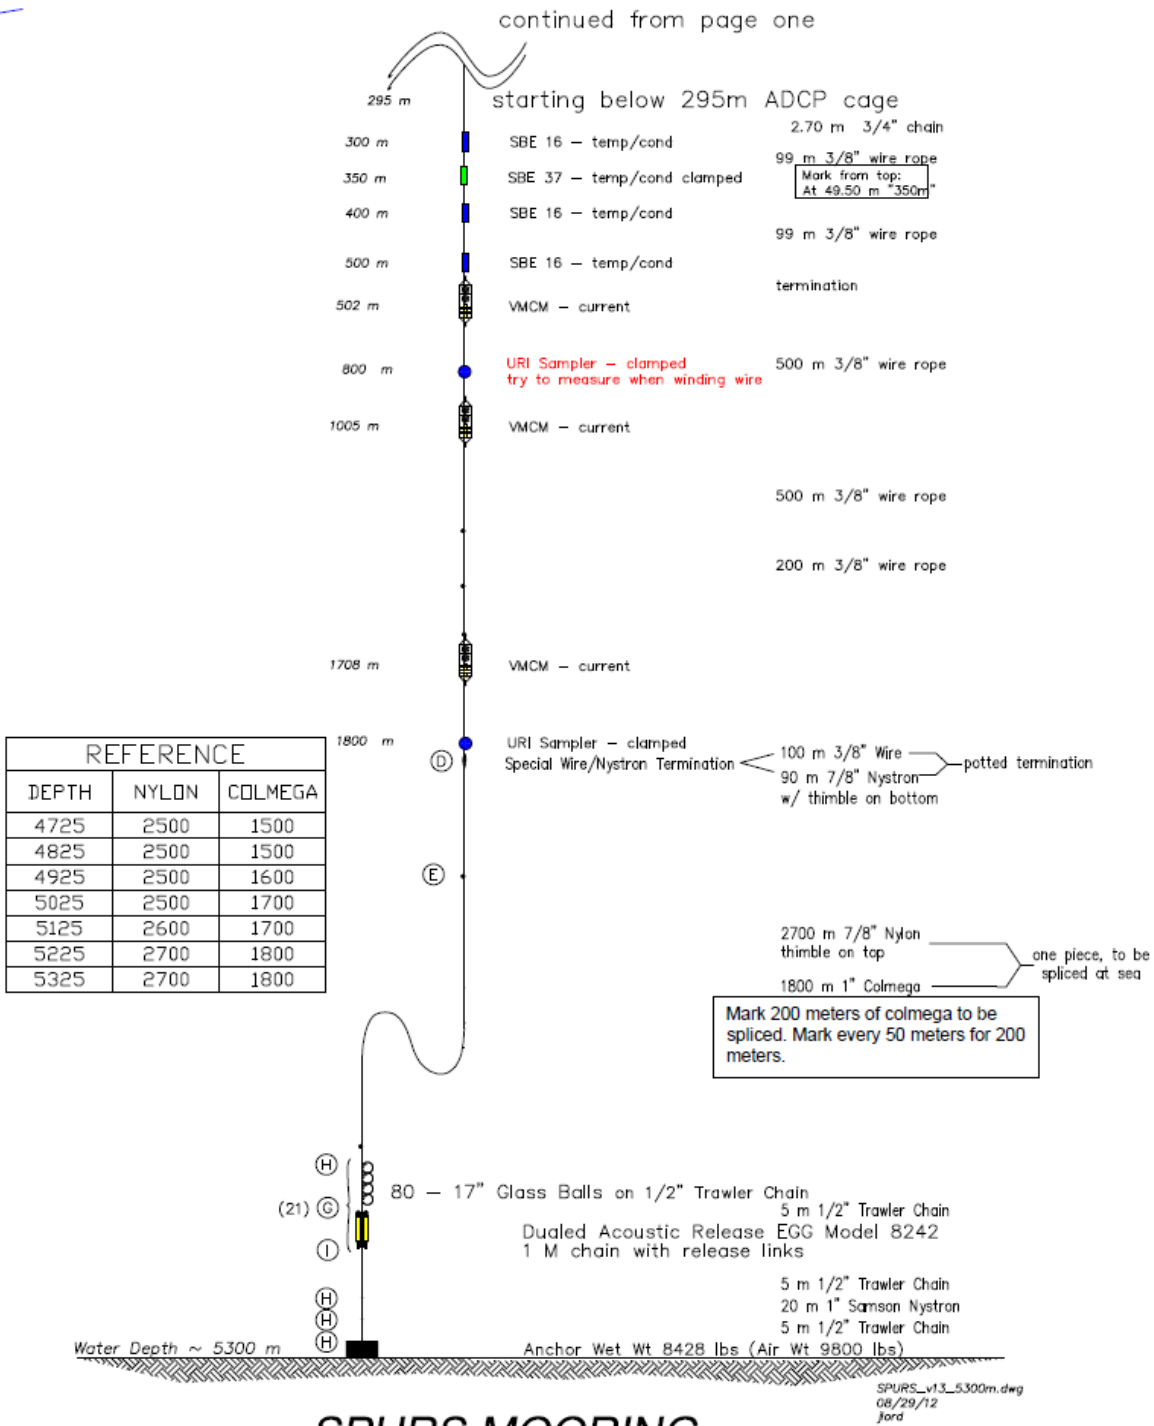 continued from page one
295 m
starting below 295m ADCP cage
2.70 m 3/4" chain
300 m
SBE 16 – temp/cond
99 m 3/8" wire rope
Mark from top:
At 49.50 m "350m"
350 m
SBE 37 – temp/cond clamped
400 m
SBE 16 – temp/cond
99 m 3/8" wire rope
500 m
SBE 16 – temp/cond
termination
502 m
VMCM – current
800 m
URI Sampler – clamped
try to measure when winding wire
500 m 3/8" wire rope
1005 m
VMCM – current
500 m 3/8" wire rope
200 m 3/8" wire rope
1708 m
VMCM – current
1800 m
URI Sampler – clamped
D
Special Wire/Nystron Termination
100 m 3/8" Wire
90 m 7/8" Nystron
w/ thimble on bottom
potted termination
REFERENCE
DEPTH NYLON COLMEGA
4725 2500 1500
4825 2500 1500
4925 2500 1600
5025 2500 1700
5125 2600 1700
5225 2700 1800
5325 2700 1800
E
2700 m 7/8" Nylon
thimble on top
1800 m 1" Colmega
one piece, to be
spliced at sea
Mark 200 meters of colmega to be
spliced. Mark every 50 meters for 200
meters.
H
80 – 17" Glass Balls on 1/2" Trawler Chain
(21) G
5 m 1/2" Trawler Chain
Dualed Acoustic Release EGG Model 8242
I
1 M chain with release links
H
5 m 1/2" Trawler Chain
H
20 m 1" Samson Nystron
H
5 m 1/2" Trawler Chain
Water Depth ~ 5300 m
Anchor Wet Wt 8428 lbs (Air Wt 9800 lbs)
SPURS_v13_5300m.dwg
08/29/12
jlord
SPURS MOORING